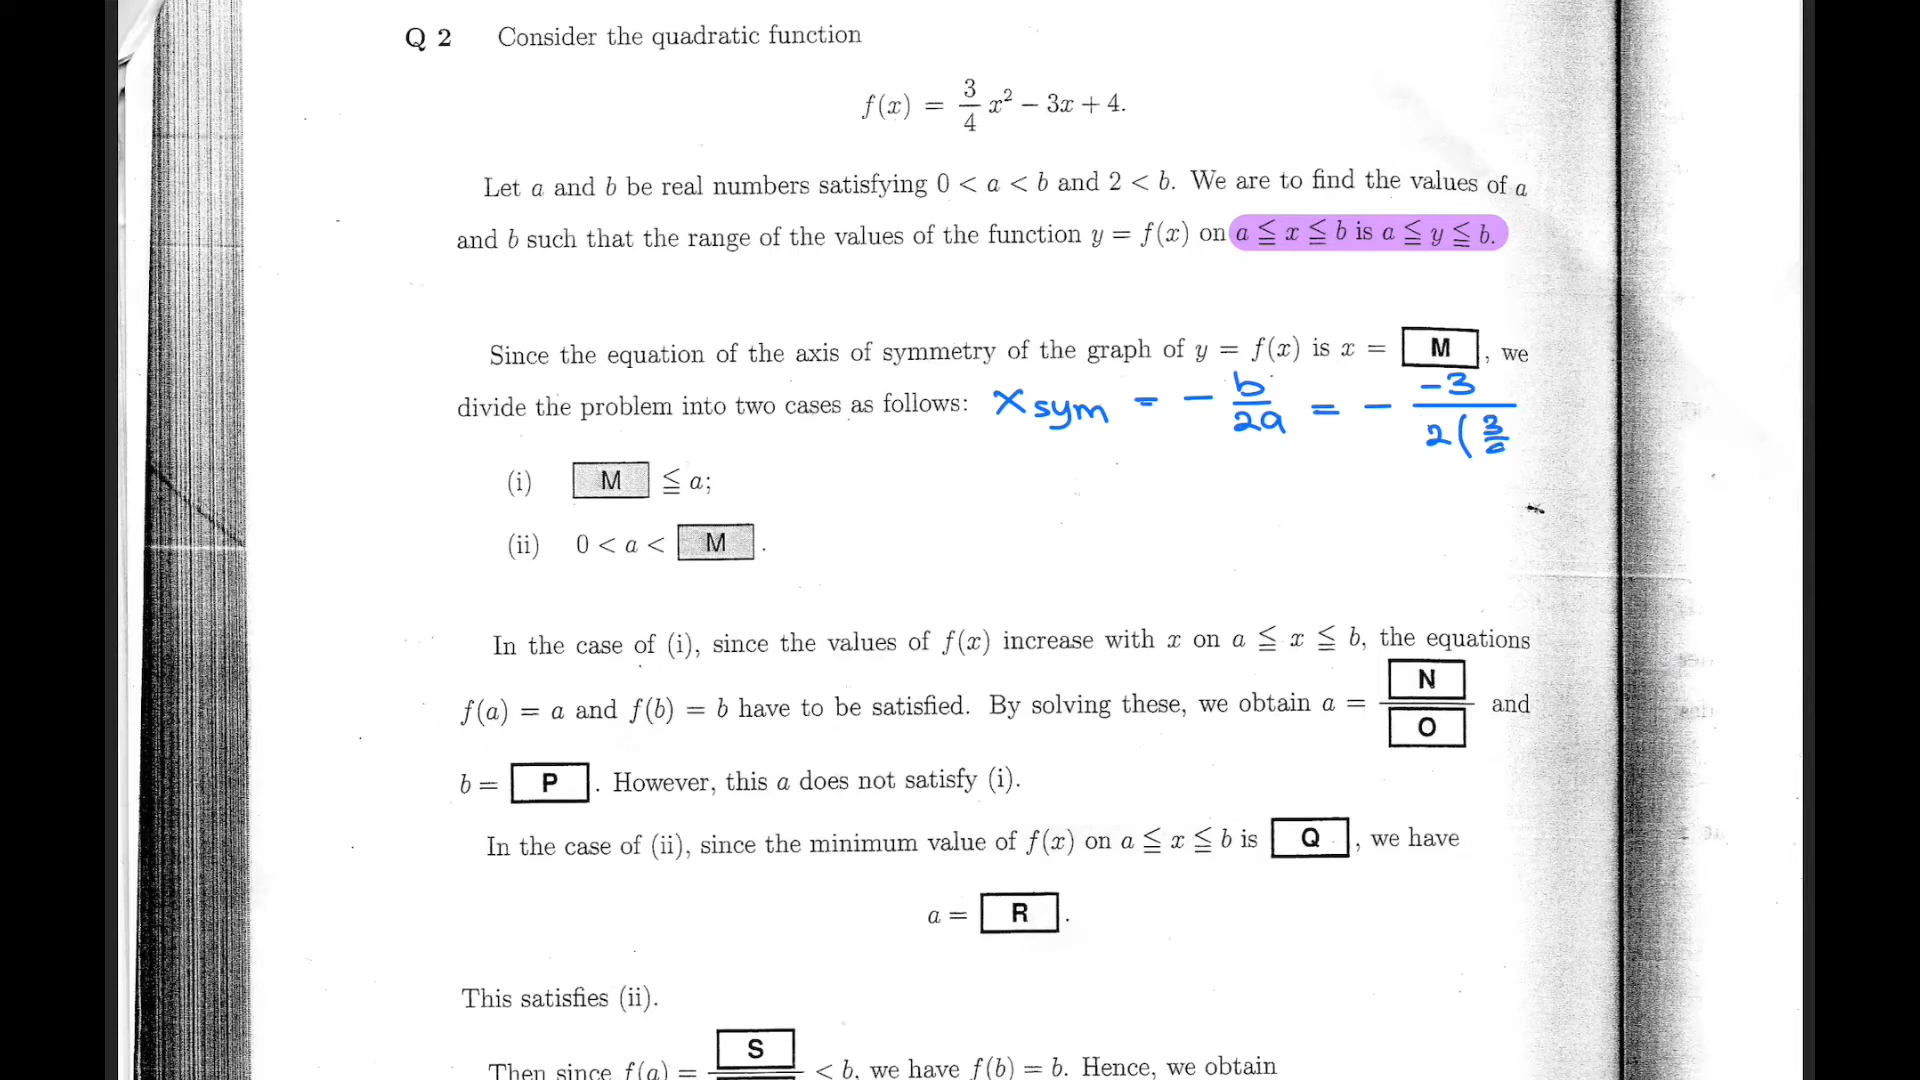 Q 2 Consider the quadratic function
f(x) = 3/4 x² − 3x + 4.
Let a and b be real numbers satisfying 0 < a < b and 2 < b. We are to find the values of a
and b such that the range of the values of the function y = f(x) on a ≦ x ≦ b is a ≦ y ≦ b.
Since the equation of the axis of symmetry of the graph of y = f(x) is x = M , we
divide the problem into two cases as follows: x sym = − b/2a = − −3/2(3
(i) M ≦ a;
(ii) 0 < a < M .
In the case of (i), since the values of f(x) increase with x on a ≦ x ≦ b, the equations
f(a) = a and f(b) = b have to be satisfied. By solving these, we obtain a = N/O and
b = P . However, this a does not satisfy (i).
In the case of (ii), since the minimum value of f(x) on a ≦ x ≦ b is Q , we have
a = R .
This satisfies (ii).
Then since f(a) = S < b, we have f(b) = b. Hence, we obtain